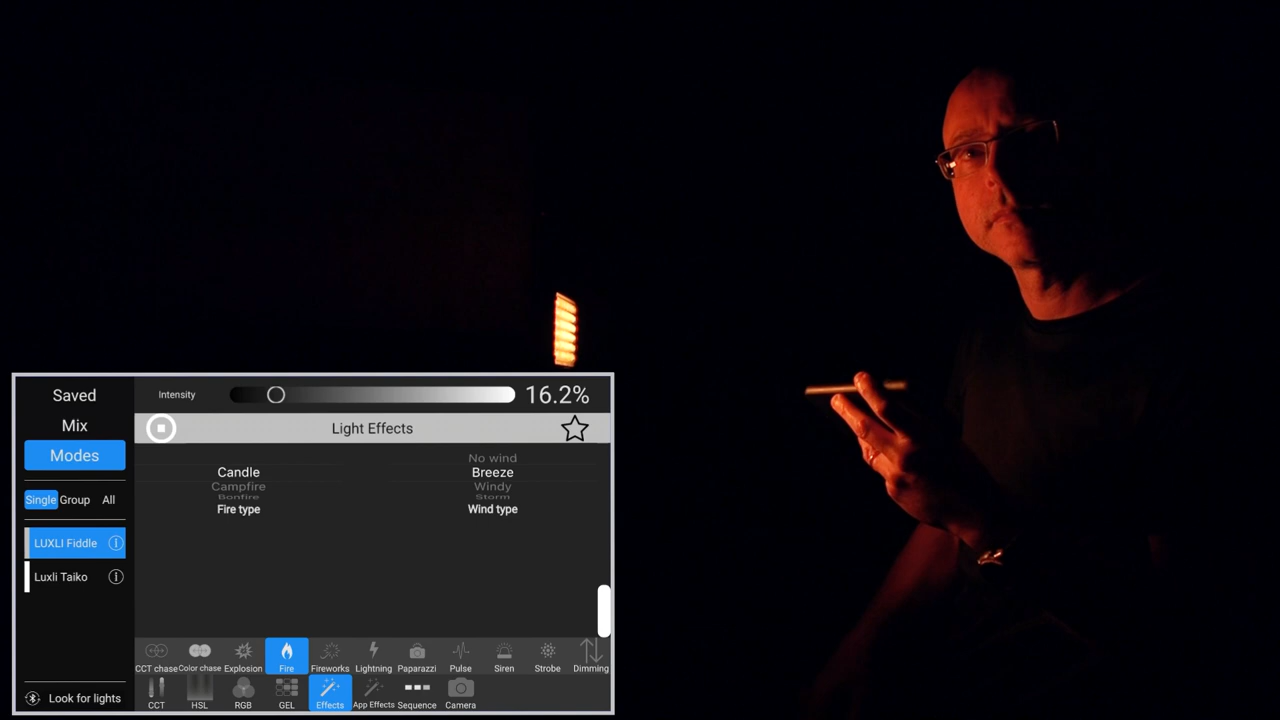 Saved
Mix
Modes
Single Group All
LUXLI Fiddle
Luxli Taiko
Look for lights
Intensity 16.2%
Light Effects
Candle
Campfire
Bonfire
Fire type
No wind
Breeze
Windy
Storm
Wind type
CCT chase Color chase Explosion Fire Fireworks Lightning Paparazzi Pulse Siren Strobe Dimming
CCT HSL RGB GEL Effects App Effects Sequence Camera